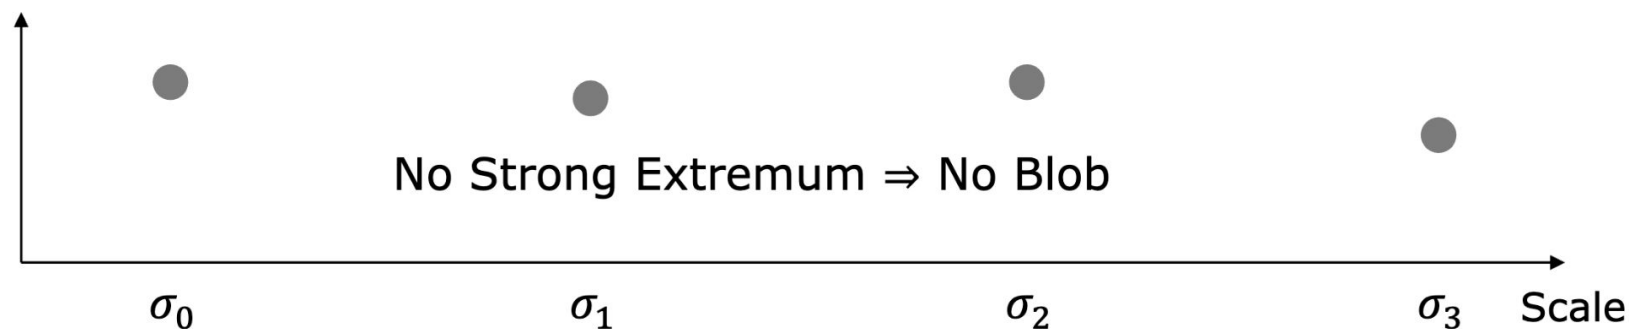 No Strong Extremum ⇒ No Blob
σ₀ σ₁ σ₂ σ₃ Scale